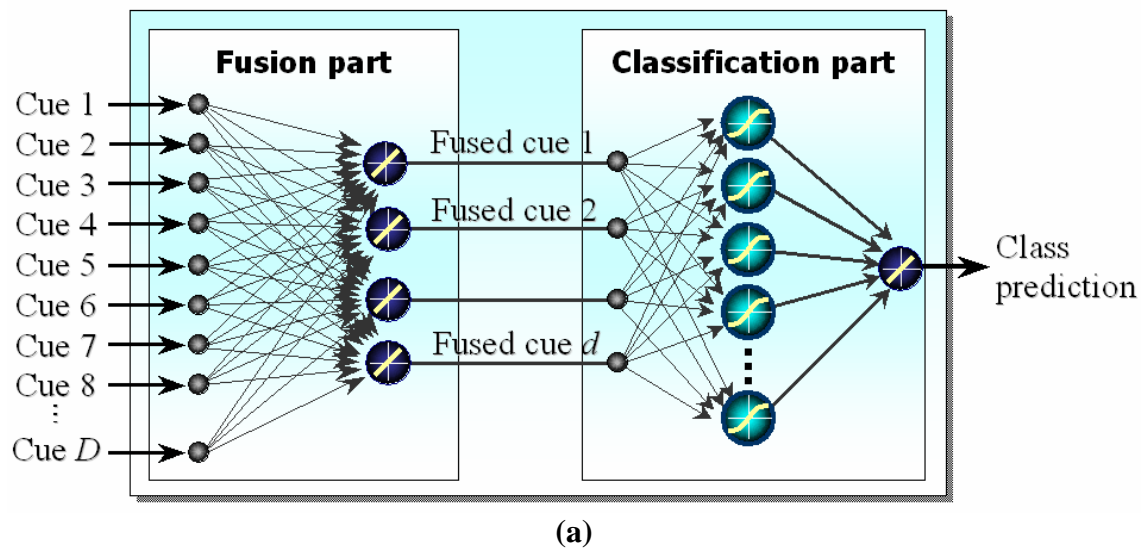 Fusion part
Classification part
Cue 1
Cue 2
Cue 3
Cue 4
Cue 5
Cue 6
Cue 7
Cue 8
⋮
Cue D
Fused cue 1
Fused cue 2
Fused cue d
Class
prediction
(a)